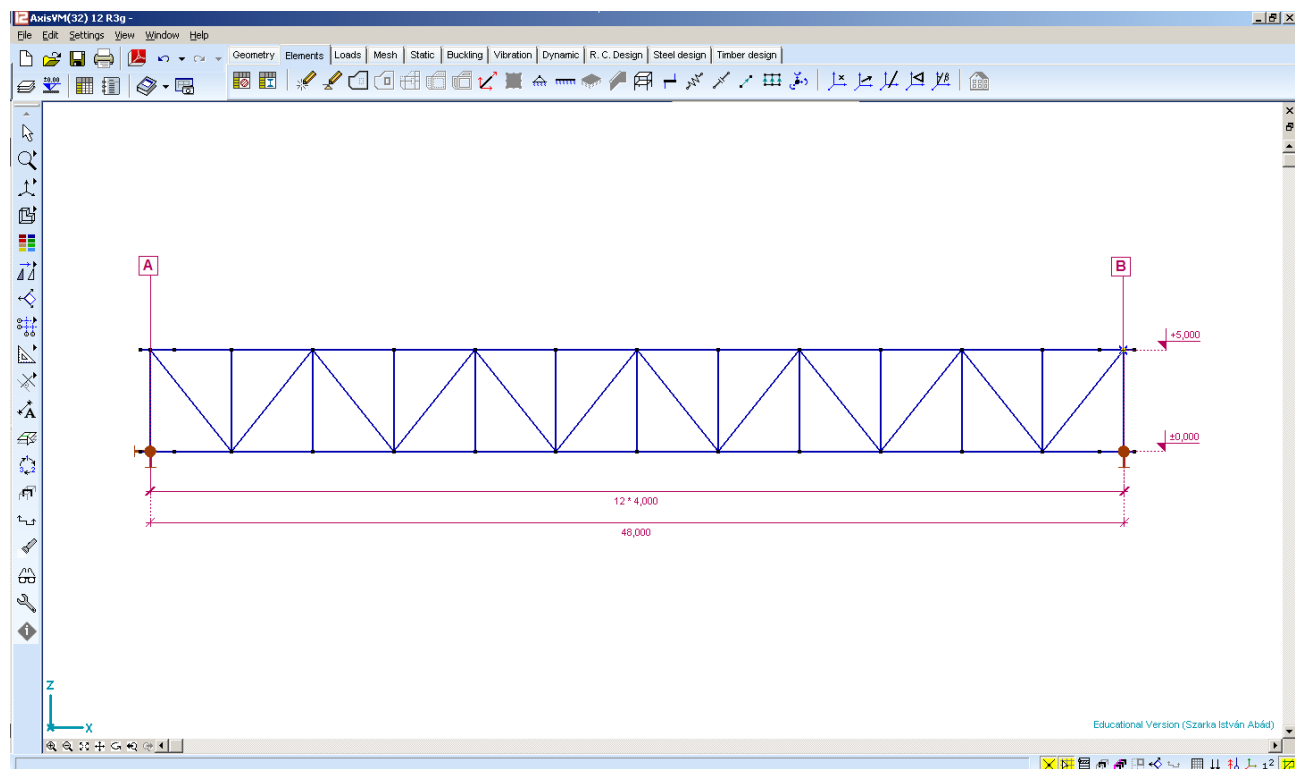 AxisVM(32) 12 R3g -
File Edit Settings View Window Help
Geometry Elements Loads Mesh Static Buckling Vibration Dynamic R. C. Design Steel design Timber design
A
B
+5,000
±0,000
12 * 4,000
48,000
Z
X
Educational Version (Szarka István Abád)